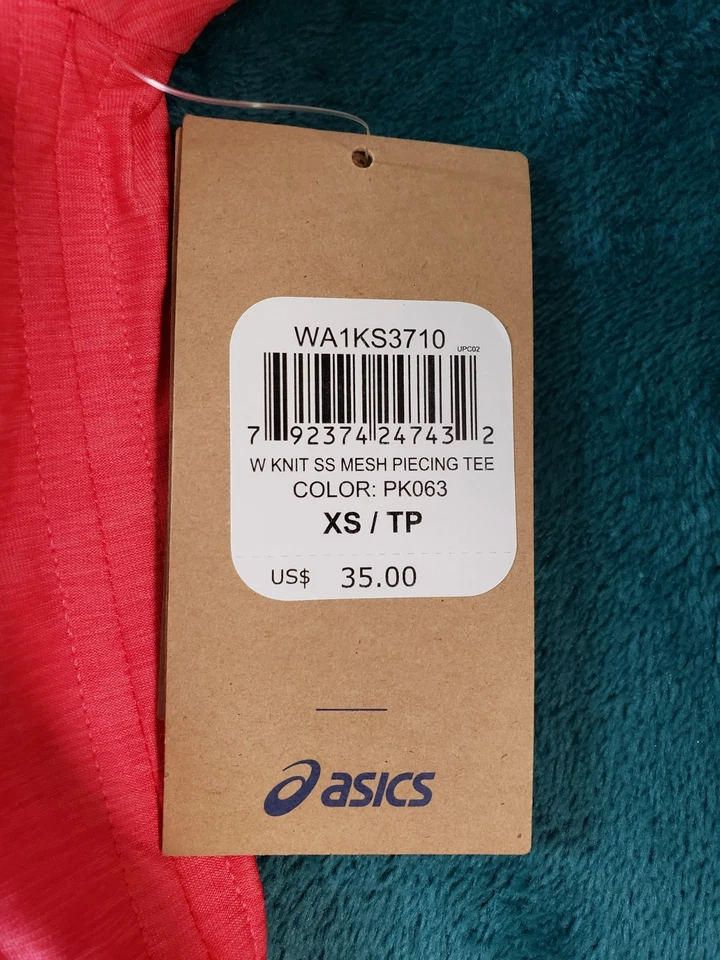 WA1KS3710
UPC02
7 92374 24743 2
W KNIT SS MESH PIECING TEE
COLOR: PK063
XS / TP
US$ 35.00
asics